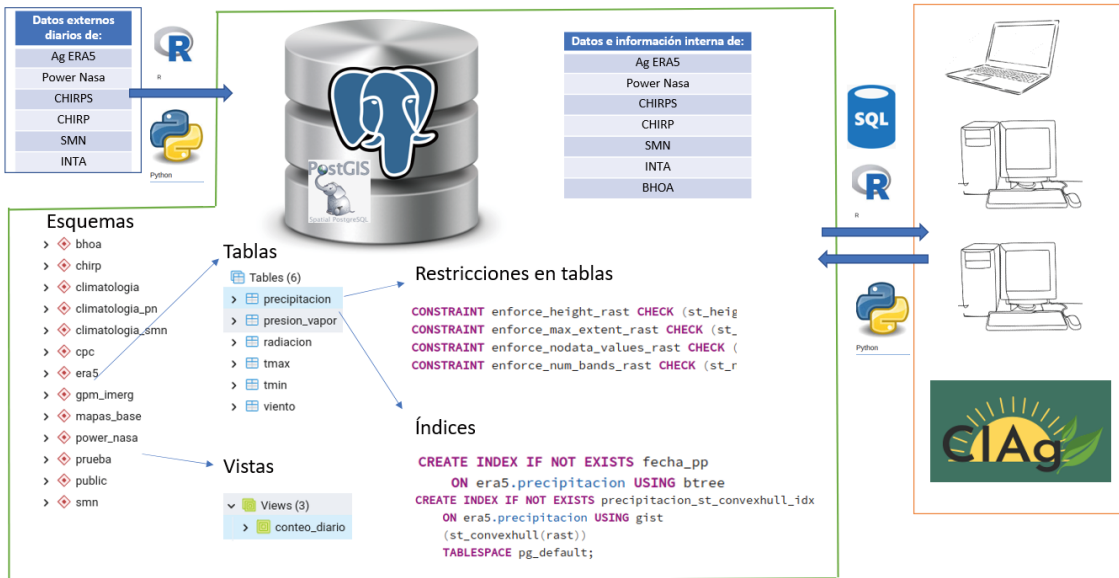 Datos externos
diarios de:
Ag ERA5
Power Nasa
CHIRPS
CHIRP
SMN
INTA
R
R
Python
PostGIS
Spatial PostgreSQL
Datos e información interna de:
Ag ERA5
Power Nasa
CHIRPS
CHIRP
SMN
INTA
BHOA
SQL
R
R
Python
Esquemas
bhoa
chirp
climatologia
climatologia_pn
climatologia_smn
cpc
era5
gpm_imerg
mapas_base
power_nasa
prueba
public
smn
Tablas
Tables (6)
precipitacion
presion_vapor
radiacion
tmax
tmin
viento
Vistas
Views (3)
conteo_diario
Restricciones en tablas
CONSTRAINT enforce_height_rast CHECK (st_heig
CONSTRAINT enforce_max_extent_rast CHECK (st_
CONSTRAINT enforce_nodata_values_rast CHECK (
CONSTRAINT enforce_num_bands_rast CHECK (st_n
Índices
CREATE INDEX IF NOT EXISTS fecha_pp
ON era5.precipitacion USING btree
CREATE INDEX IF NOT EXISTS precipitacion_st_convexhull_idx
ON era5.precipitacion USING gist
(st_convexhull(rast))
TABLESPACE pg_default;
CIAg